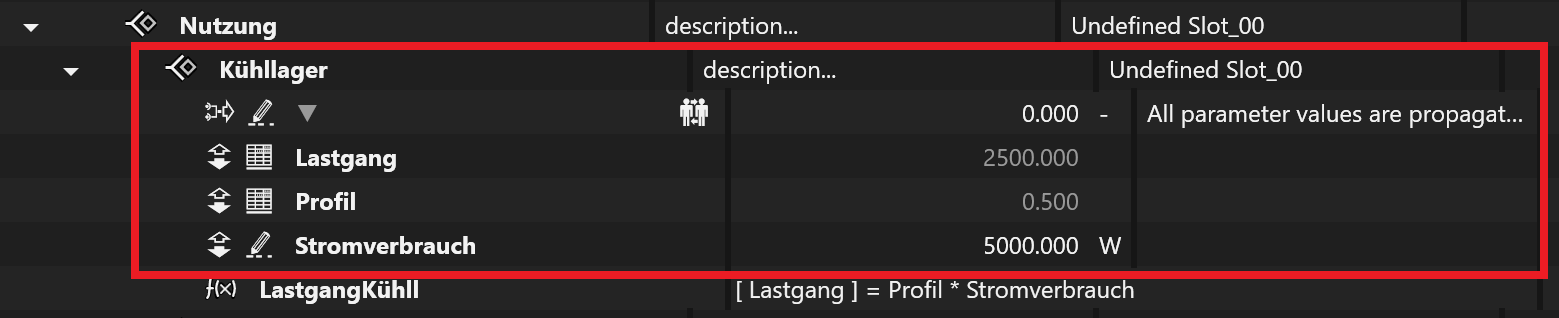 Nutzung description... Undefined Slot_00
Kühllager description... Undefined Slot_00
0.000 - All parameter values are propagat...
Lastgang 2500.000
Profil 0.500
Stromverbrauch 5000.000 W
f(x) LastgangKühll [ Lastgang ] = Profil * Stromverbrauch